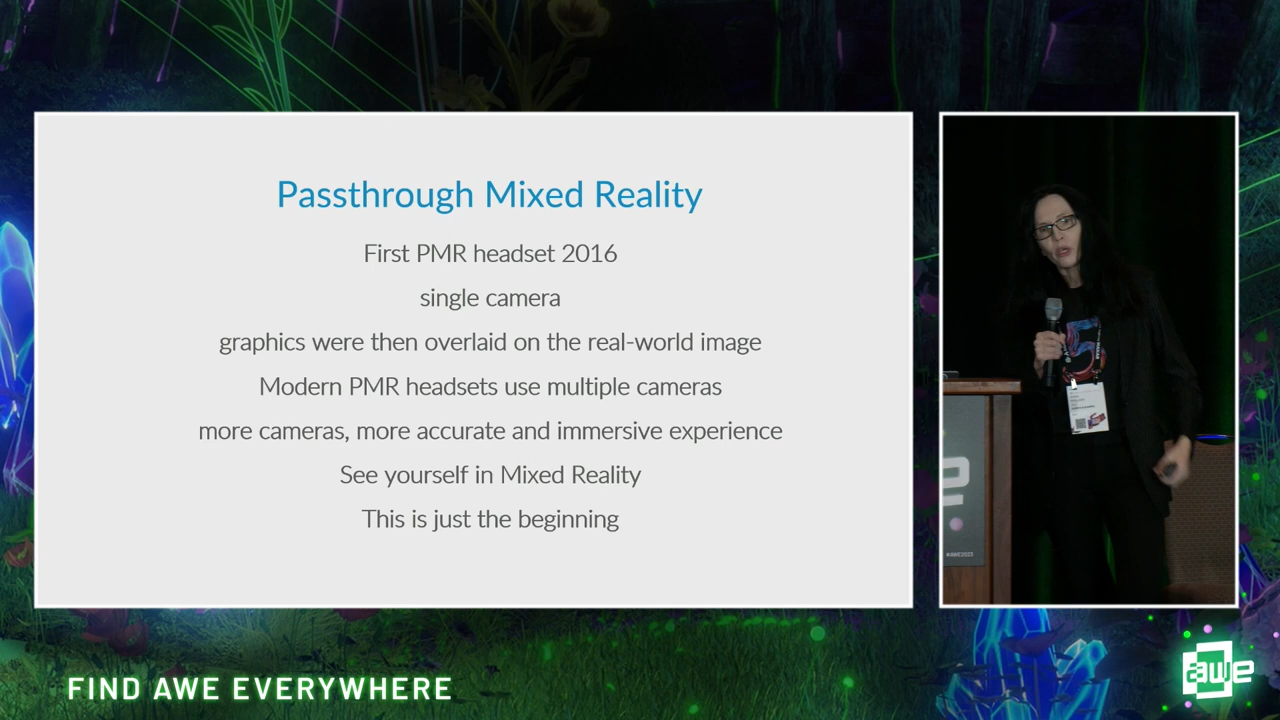 Passthrough Mixed Reality
First PMR headset 2016
single camera
graphics were then overlaid on the real-world image
Modern PMR headsets use multiple cameras
more cameras, more accurate and immersive experience
See yourself in Mixed Reality
This is just the beginning
5
#AWE2023
FIND AWE EVERYWHERE
awe